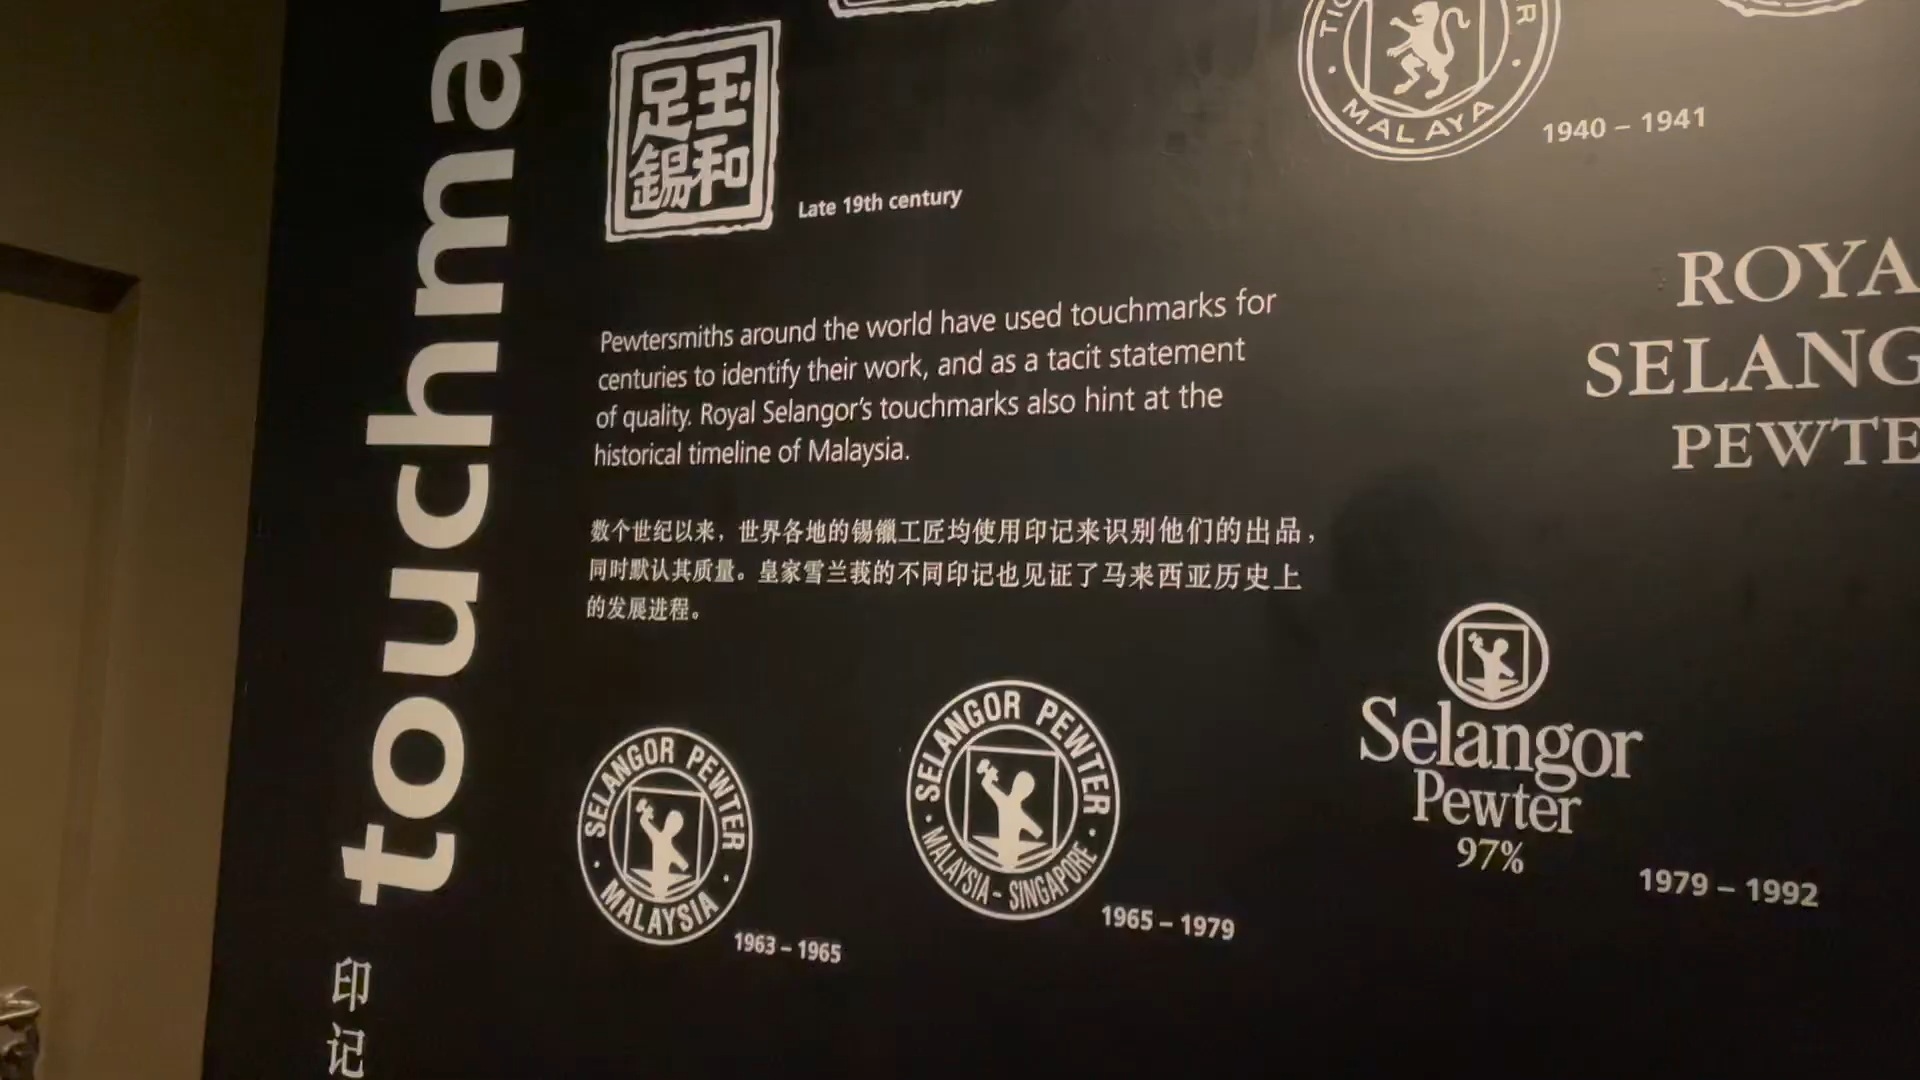 touchma
印记
玉和
足錫
Late 19th century
MALAYA
1940 – 1941
Pewtersmiths around the world have used touchmarks for
centuries to identify their work, and as a tacit statement
of quality. Royal Selangor's touchmarks also hint at the
historical timeline of Malaysia.
数个世纪以来，世界各地的锡镴工匠均使用印记来识别他们的出品，
同时默认其质量。皇家雪兰莪的不同印记也见证了马来西亚历史上
的发展进程。
ROYA
SELANG
PEWTE
SELANGOR PEWTER
MALAYSIA
1963 – 1965
SELANGOR PEWTER
MALAYSIA - SINGAPORE
1965 – 1979
Selangor
Pewter
97%
1979 – 1992